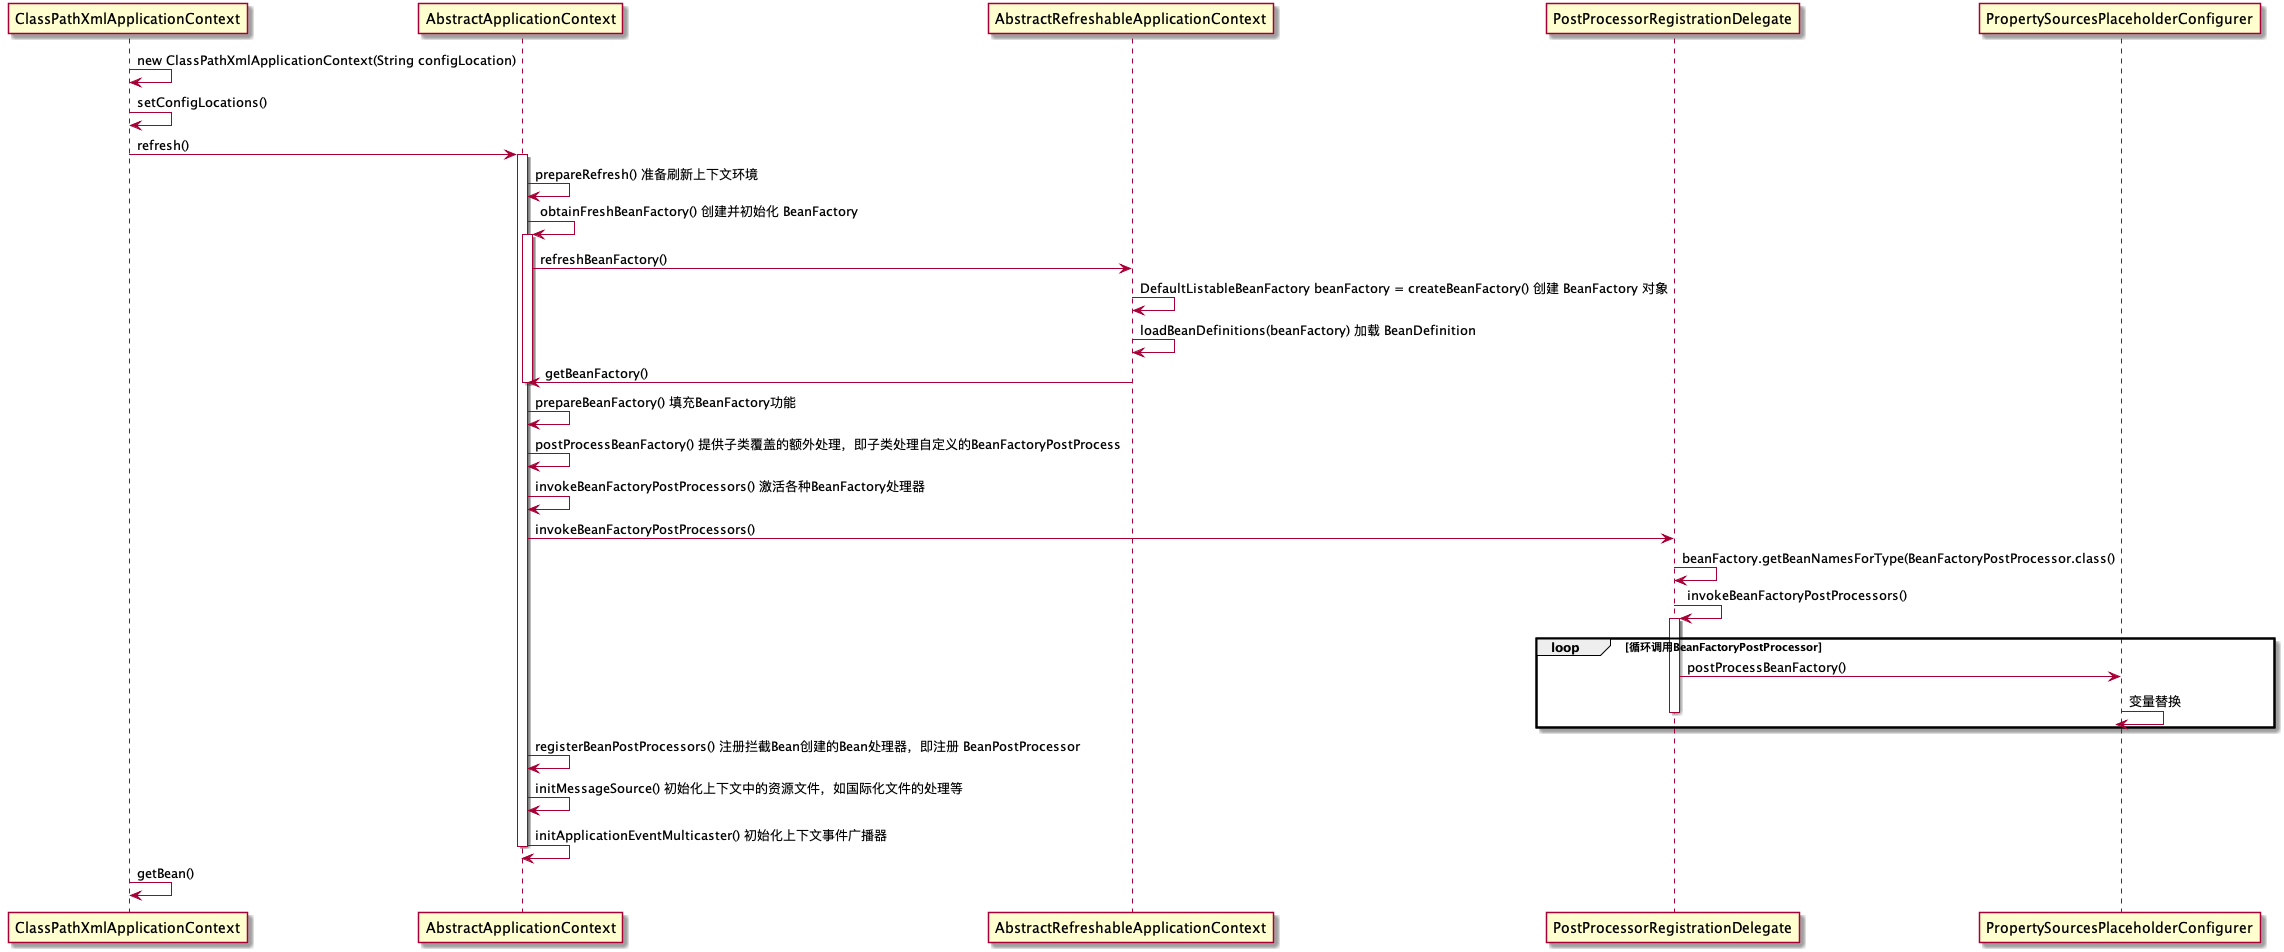 ClassPathXmlApplicationContext
AbstractApplicationContext
AbstractRefreshableApplicationContext
PostProcessorRegistrationDelegate
PropertySourcesPlaceholderConfigurer
new ClassPathXmlApplicationContext(String configLocation)
setConfigLocations()
refresh()
prepareRefresh() 准备刷新上下文环境
obtainFreshBeanFactory() 创建并初始化 BeanFactory
refreshBeanFactory()
DefaultListableBeanFactory beanFactory = createBeanFactory() 创建 BeanFactory 对象
loadBeanDefinitions(beanFactory) 加载 BeanDefinition
getBeanFactory()
prepareBeanFactory() 填充BeanFactory功能
postProcessBeanFactory() 提供子类覆盖的额外处理，即子类处理自定义的BeanFactoryPostProcess
invokeBeanFactoryPostProcessors() 激活各种BeanFactory处理器
invokeBeanFactoryPostProcessors()
beanFactory.getBeanNamesForType(BeanFactoryPostProcessor.class()
invokeBeanFactoryPostProcessors()
loop [循环调用BeanFactoryPostProcessor]
postProcessBeanFactory()
变量替换
registerBeanPostProcessors() 注册拦截Bean创建的Bean处理器，即注册 BeanPostProcessor
initMessageSource() 初始化上下文中的资源文件，如国际化文件的处理等
initApplicationEventMulticaster() 初始化上下文事件广播器
getBean()
ClassPathXmlApplicationContext
AbstractApplicationContext
AbstractRefreshableApplicationContext
PostProcessorRegistrationDelegate
PropertySourcesPlaceholderConfigurer